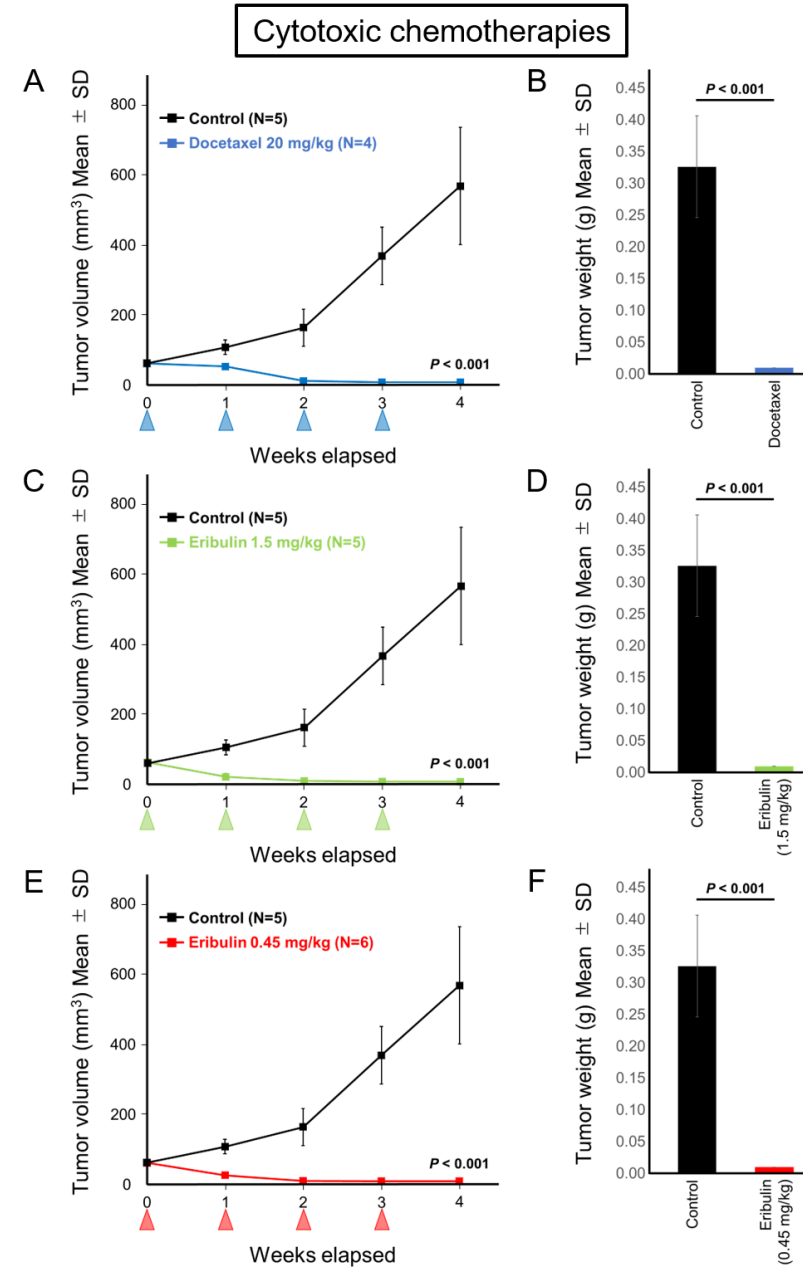 Cytotoxic chemotherapies
A
Tumor volume (mm³) Mean ± SD
800
600
400
200
0
Control (N=5)
Docetaxel 20 mg/kg (N=4)
P < 0.001
0 1 2 3 4
Weeks elapsed
B
Tumor weight (g) Mean ± SD
0.45
0.40
0.35
0.30
0.25
0.20
0.15
0.10
0.05
0.00
P < 0.001
Control
Docetaxel
C
Tumor volume (mm³) Mean ± SD
800
600
400
200
0
Control (N=5)
Eribulin 1.5 mg/kg (N=5)
P < 0.001
0 1 2 3 4
Weeks elapsed
D
Tumor weight (g) Mean ± SD
0.45
0.40
0.35
0.30
0.25
0.20
0.15
0.10
0.05
0.00
P < 0.001
Control
Eribulin
(1.5 mg/kg)
E
Tumor volume (mm³) Mean ± SD
800
600
400
200
0
Control (N=5)
Eribulin 0.45 mg/kg (N=6)
P < 0.001
0 1 2 3 4
Weeks elapsed
F
Tumor weight (g) Mean ± SD
0.45
0.40
0.35
0.30
0.25
0.20
0.15
0.10
0.05
0.00
P < 0.001
Control
Eribulin
(0.45 mg/kg)